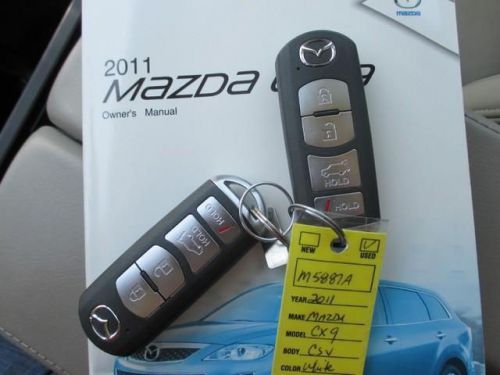 mazda
2011
mazda
Owner's Manual
HOLD
HOLD
HOLD
HOLD
NEW
USED
M5887A
YEAR 2011
MAKE MAZDA
MODEL CX9
BODY CSV
COLOR White